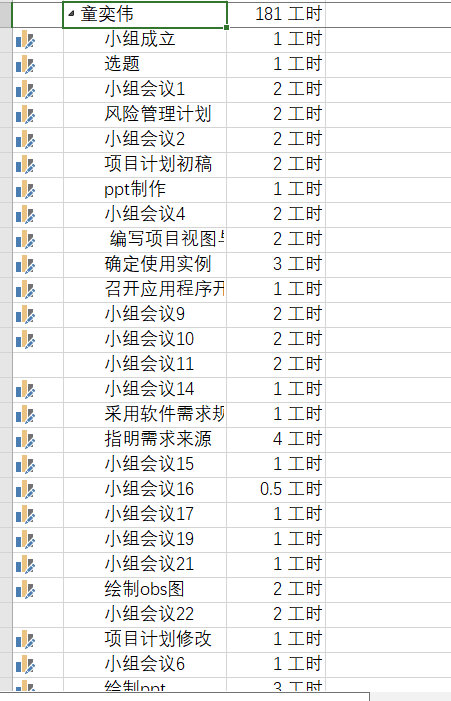 童奕伟 181 工时
小组成立 1 工时
选题 1 工时
小组会议1 2 工时
风险管理计划 2 工时
小组会议2 2 工时
项目计划初稿 2 工时
ppt制作 1 工时
小组会议4 2 工时
编写项目视图 2 工时
确定使用实例 3 工时
召开应用程序开 1 工时
小组会议9 2 工时
小组会议10 2 工时
小组会议11 2 工时
小组会议14 1 工时
采用软件需求规 1 工时
指明需求来源 4 工时
小组会议15 1 工时
小组会议16 0.5 工时
小组会议17 1 工时
小组会议19 1 工时
小组会议21 1 工时
绘制obs图 2 工时
小组会议22 2 工时
项目计划修改 1 工时
小组会议6 1 工时
绘制ppt 3 工时